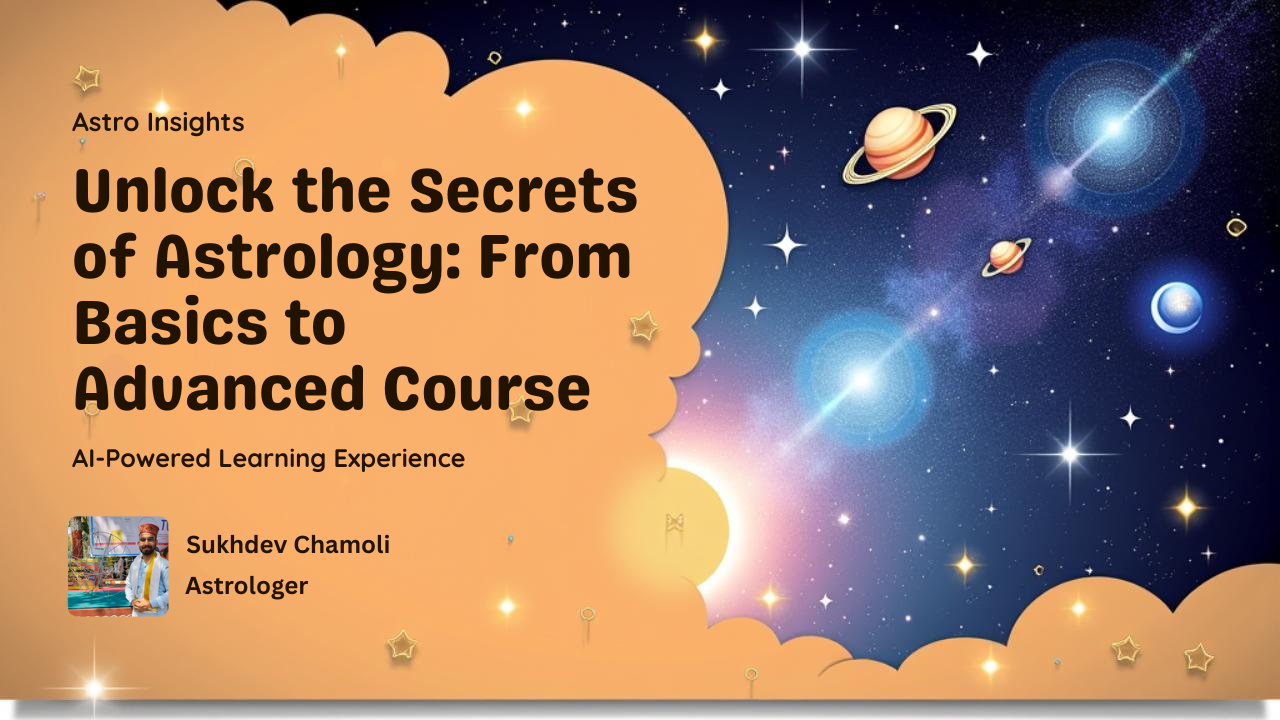 Astro Insights
Unlock the Secrets
of Astrology: From
Basics to
Advanced Course
AI-Powered Learning Experience
Sukhdev Chamoli
Astrologer